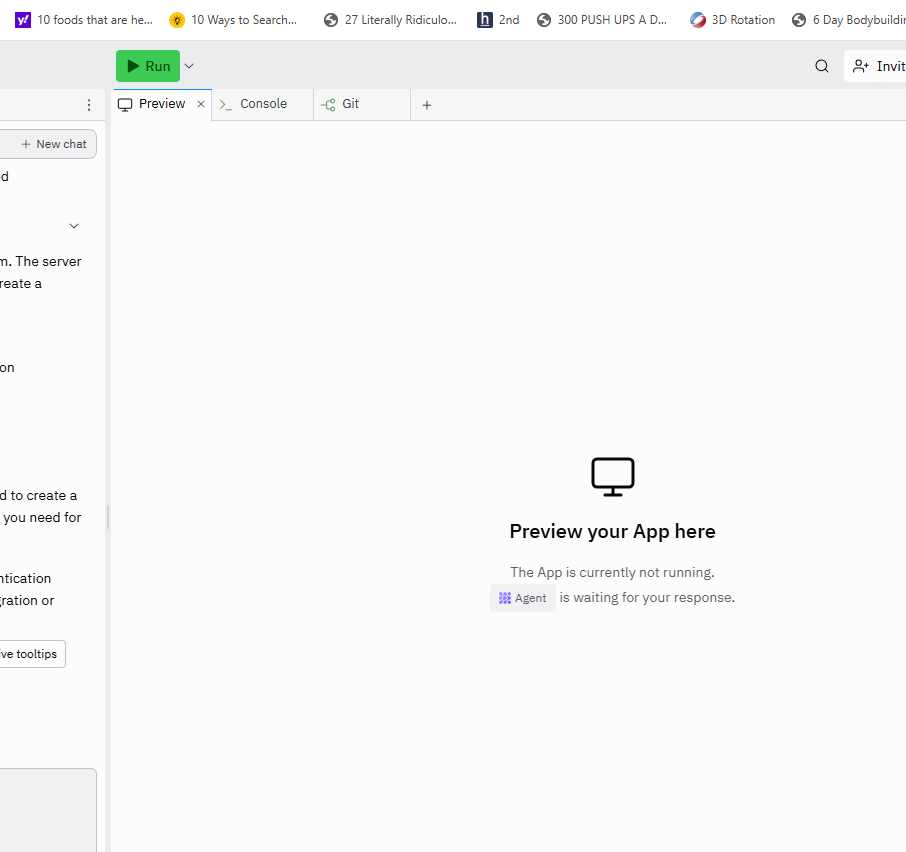 10 foods that are he... 10 Ways to Search... 27 Literally Ridiculo... 2nd 300 PUSH UPS A D... 3D Rotation 6 Day Bodybuildin
Run Invit
Preview Console Git
+ New chat
d
m. The server
reate a
on
d to create a
you need for
ntication
gration or
ve tooltips
Preview your App here
The App is currently not running.
Agent is waiting for your response.